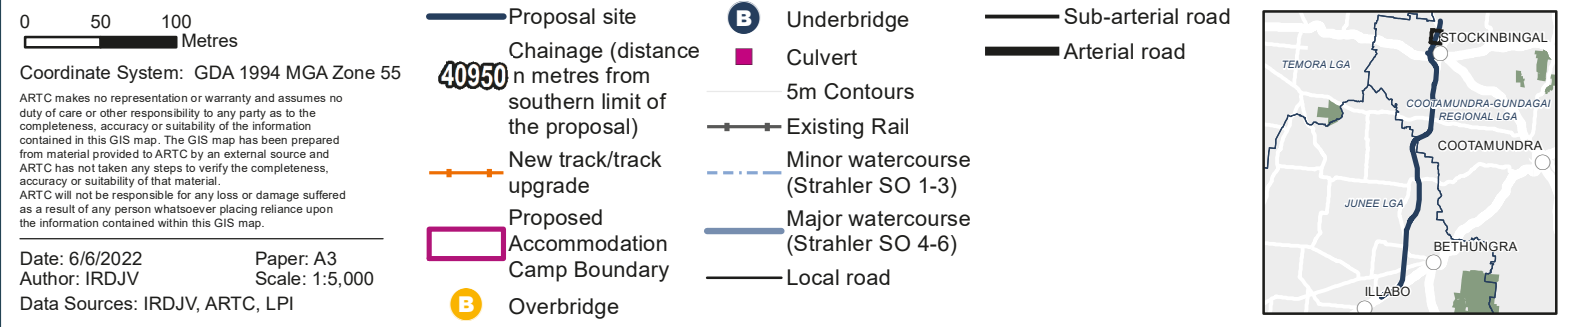 0 50 100
Metres
Coordinate System: GDA 1994 MGA Zone 55
ARTC makes no representation or warranty and assumes no
duty of care or other responsibility to any party as to the
completeness, accuracy or suitability of the information
contained in this GIS map. The GIS map has been prepared
from material provided to ARTC by an external source and
ARTC has not taken any steps to verify the completeness,
accuracy or suitability of that material.
ARTC will not be responsible for any loss or damage suffered
as a result of any person whatsoever placing reliance upon
the information contained within this GIS map.
Date: 6/6/2022 Paper: A3
Author: IRDJV Scale: 1:5,000
Data Sources: IRDJV, ARTC, LPI
Proposal site
40950
Chainage (distance
n metres from
southern limit of
the proposal)
New track/track
upgrade
Proposed
Accommodation
Camp Boundary
B Overbridge
B Underbridge
Culvert
5m Contours
Existing Rail
Minor watercourse
(Strahler SO 1-3)
Major watercourse
(Strahler SO 4-6)
Local road
Sub-arterial road
Arterial road
STOCKINBINGAL
TEMORA LGA
COOTAMUNDRA-GUNDAGAI
REGIONAL LGA
COOTAMUNDRA
JUNEE LGA
BETHUNGRA
ILLABO